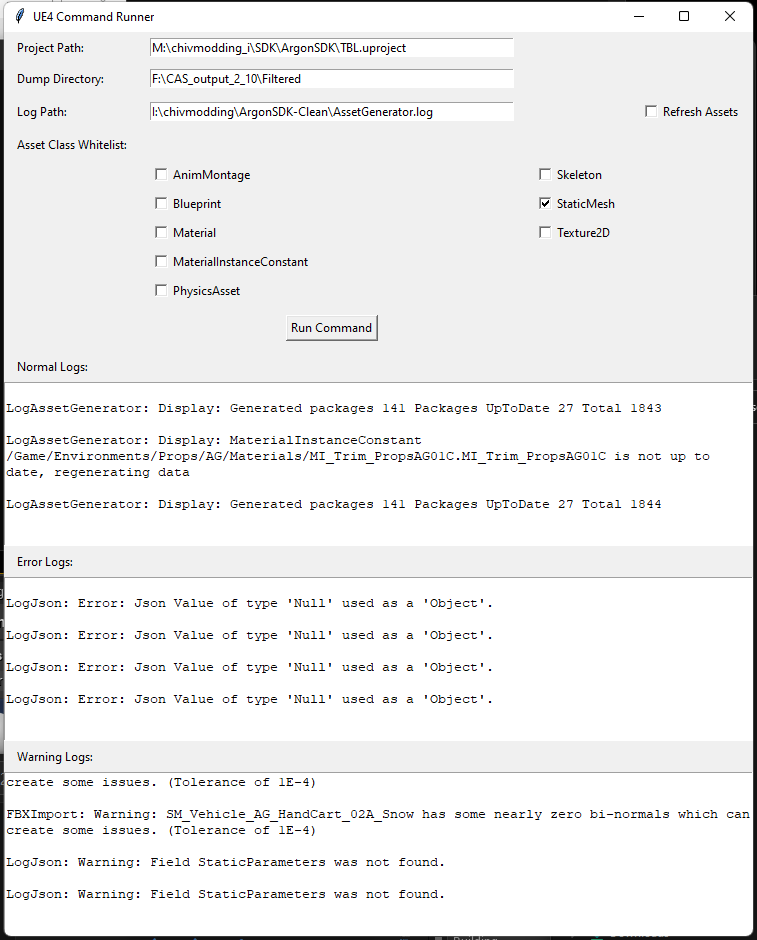 UE4 Command Runner
Project Path:
M:\chivmodding_i\SDK\ArgonSDK\TBL.uproject
Dump Directory:
F:\CAS_output_2_10\Filtered
Log Path:
I:\chivmodding\ArgonSDK-Clean\AssetGenerator.log
Refresh Assets
Asset Class Whitelist:
AnimMontage
Skeleton
Blueprint
StaticMesh
Material
Texture2D
MaterialInstanceConstant
PhysicsAsset
Run Command
Normal Logs:
LogAssetGenerator: Display: Generated packages 141 Packages UpToDate 27 Total 1843
LogAssetGenerator: Display: MaterialInstanceConstant
/Game/Environments/Props/AG/Materials/MI_Trim_PropsAG01C.MI_Trim_PropsAG01C is not up to
date, regenerating data
LogAssetGenerator: Display: Generated packages 141 Packages UpToDate 27 Total 1844
Error Logs:
LogJson: Error: Json Value of type 'Null' used as a 'Object'.
LogJson: Error: Json Value of type 'Null' used as a 'Object'.
LogJson: Error: Json Value of type 'Null' used as a 'Object'.
LogJson: Error: Json Value of type 'Null' used as a 'Object'.
Warning Logs:
create some issues. (Tolerance of 1E-4)
FBXImport: Warning: SM_Vehicle_AG_HandCart_02A_Snow has some nearly zero bi-normals which can
create some issues. (Tolerance of 1E-4)
LogJson: Warning: Field StaticParameters was not found.
LogJson: Warning: Field StaticParameters was not found.